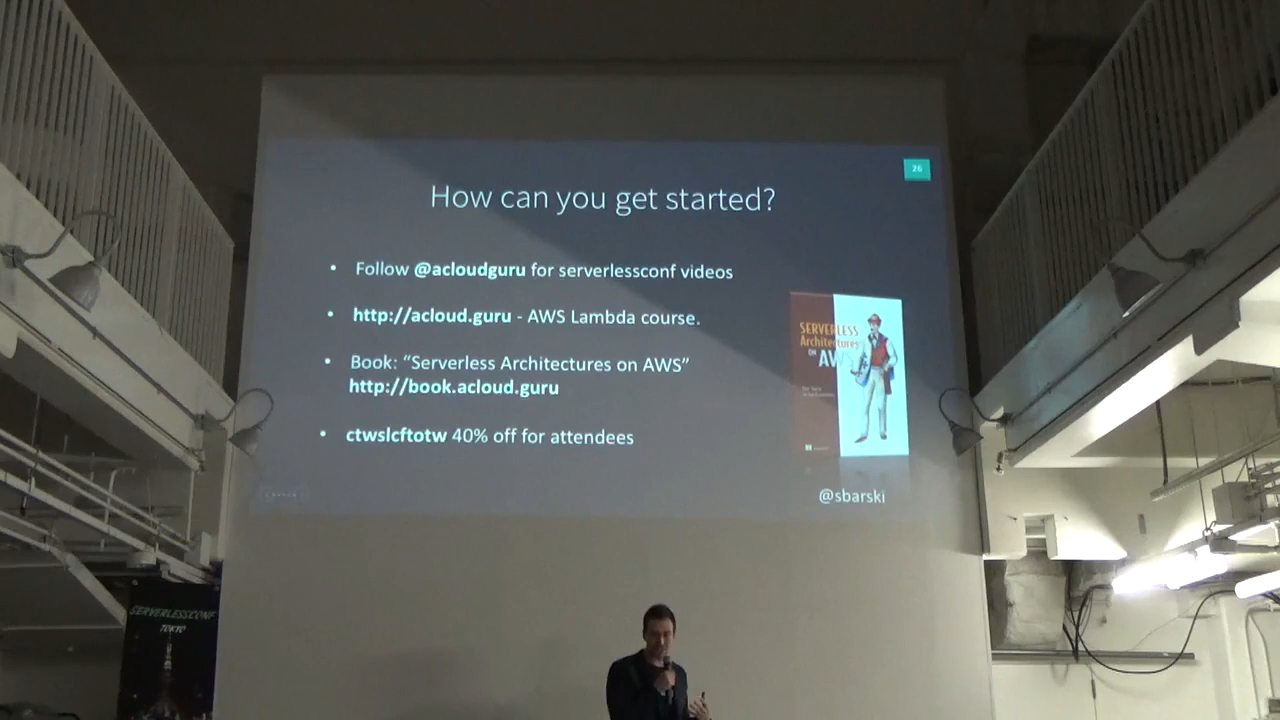 26
How can you get started?
• Follow @acloudguru for serverlessconf videos
• http://acloud.guru - AWS Lambda course.
• Book: “Serverless Architectures on AWS”
http://book.acloud.guru
• ctwslcftotw 40% off for attendees
SERVERLESS
Architectures
ON AWS
@sbarski
SERVERLESSCONF
TOKYO